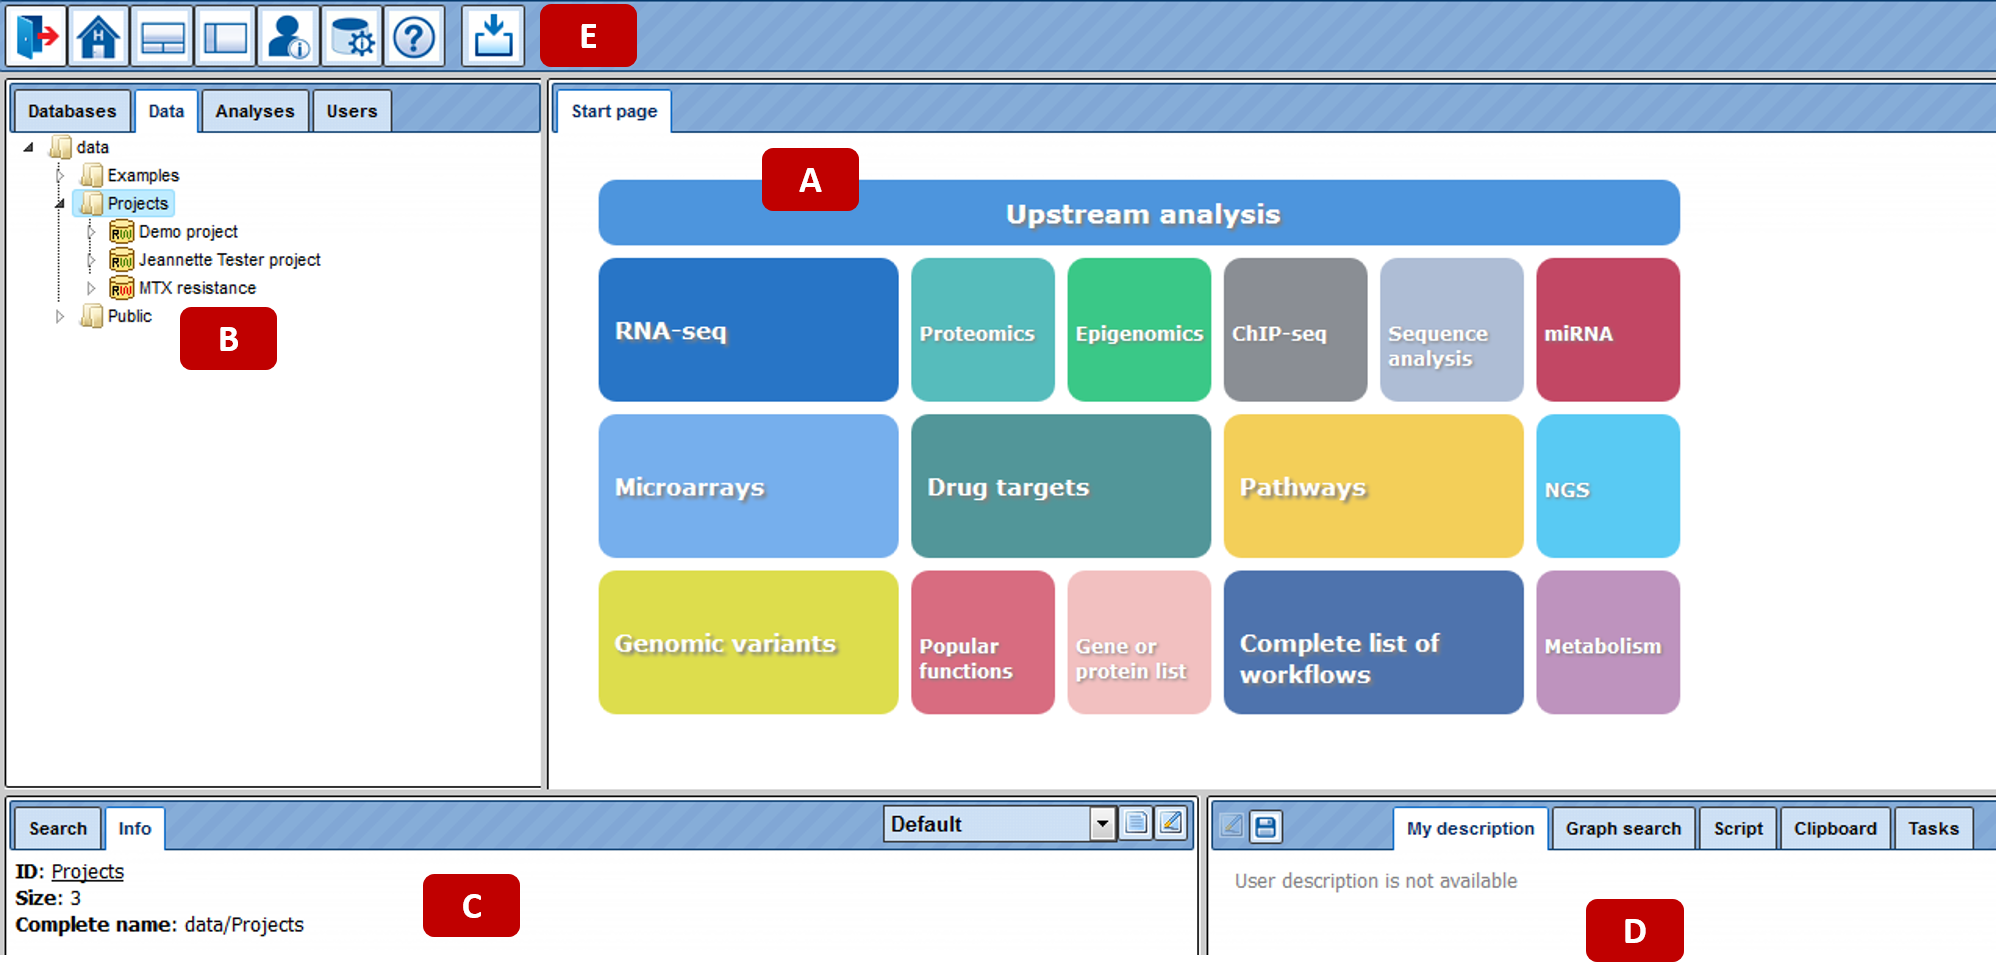 E
Databases Data Analyses Users
data
Examples
Projects
Demo project
Jeannette Tester project
MTX resistance
Public
B
Start page
A
Upstream analysis
RNA-seq Proteomics Epigenomics ChIP-seq Sequence analysis miRNA
Microarrays Drug targets Pathways NGS
Genomic variants Popular functions Gene or protein list Complete list of workflows Metabolism
Search Info Default
ID: Projects
Size: 3
Complete name: data/Projects
C
My description Graph search Script Clipboard Tasks
User description is not available
D